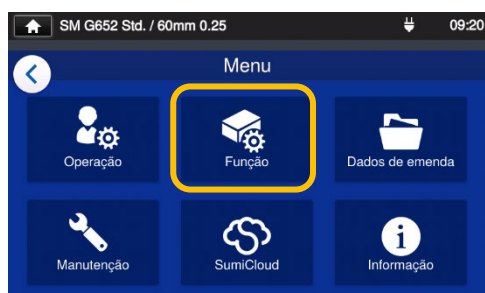 SM G652 Std. / 60mm 0.25 09:20
Menu
Operação Função Dados de emenda
Manutenção SumiCloud Informação